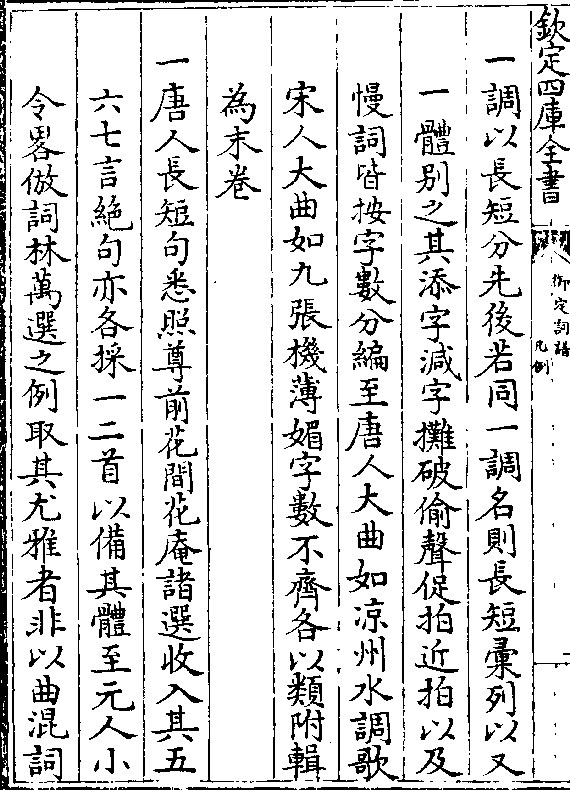 欽定四庫全書
御定詞譜
凡例
一調以長短分先後若同一調名則長短彚列以又
一體別之其添字減字攤破偷聲促拍近拍以及
慢詞皆按字數分編至唐人大曲如凉州水調歌
宋人大曲如九張機薄媚字數不齊各以類附輯
為末卷
一唐人長短句悉照尊前花間花庵諸選收入其五
六七言絶句亦各採一二首以備其體至元人小
令畧倣詞林萬選之例取其尤雅者非以曲混詞